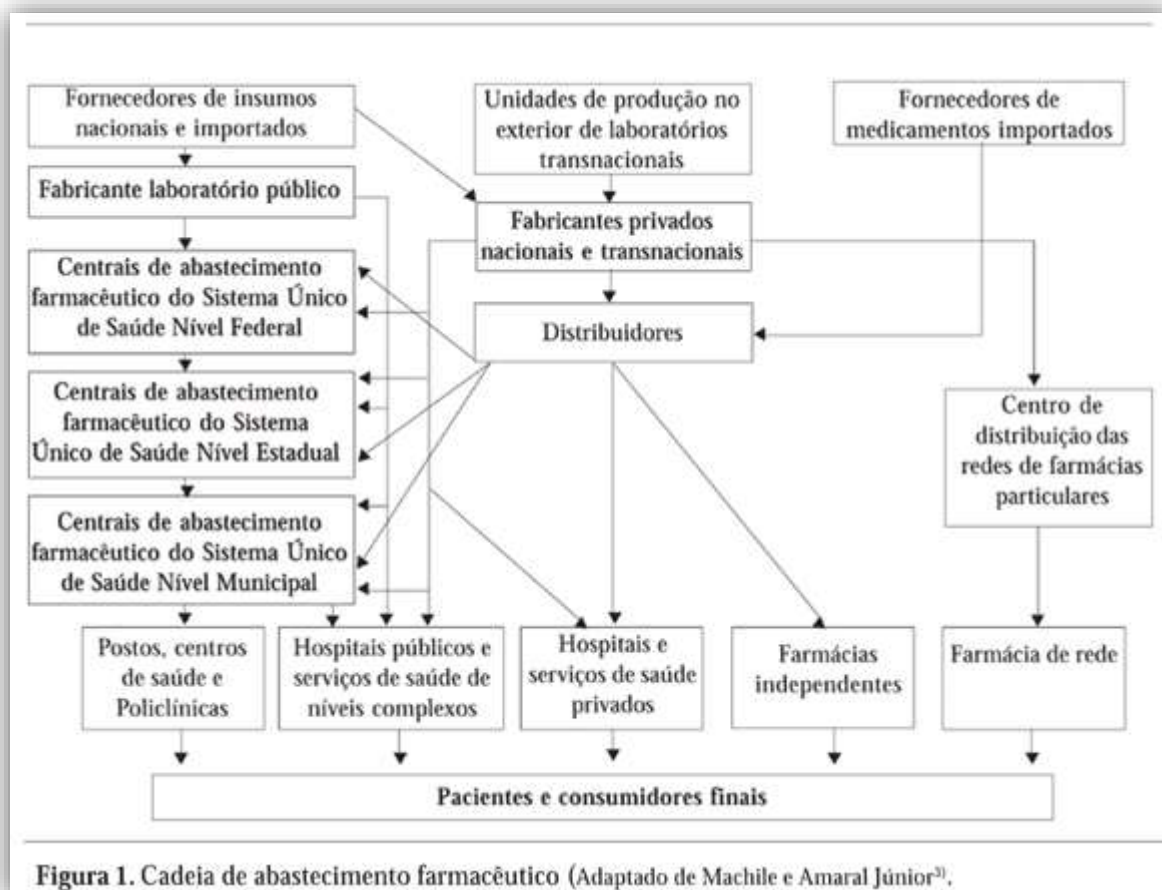 Fornecedores de insumos
nacionais e importados
Unidades de produção no
exterior de laboratórios
transnacionais
Fornecedores de
medicamentos importados
Fabricante laboratório público
Fabricantes privados
nacionais e transnacionais
Centrais de abastecimento
farmacêutico do Sistema Único
de Saúde Nível Federal
Distribuidores
Centrais de abastecimento
farmacêutico do Sistema
Único de Saúde Nível Estadual
Centro de
distribuição das
redes de farmácias
particulares
Centrais de abastecimento
farmacêutico do Sistema Único
de Saúde Nível Municipal
Postos, centros
de saúde e
Policlínicas
Hospitais públicos e
serviços de saúde de
níveis complexos
Hospitais e
serviços de saúde
privados
Farmácias
independentes
Farmácia de rede
Pacientes e consumidores finais
Figura 1. Cadeia de abastecimento farmacêutico (Adaptado de Machile e Amaral Júnior³⁾.